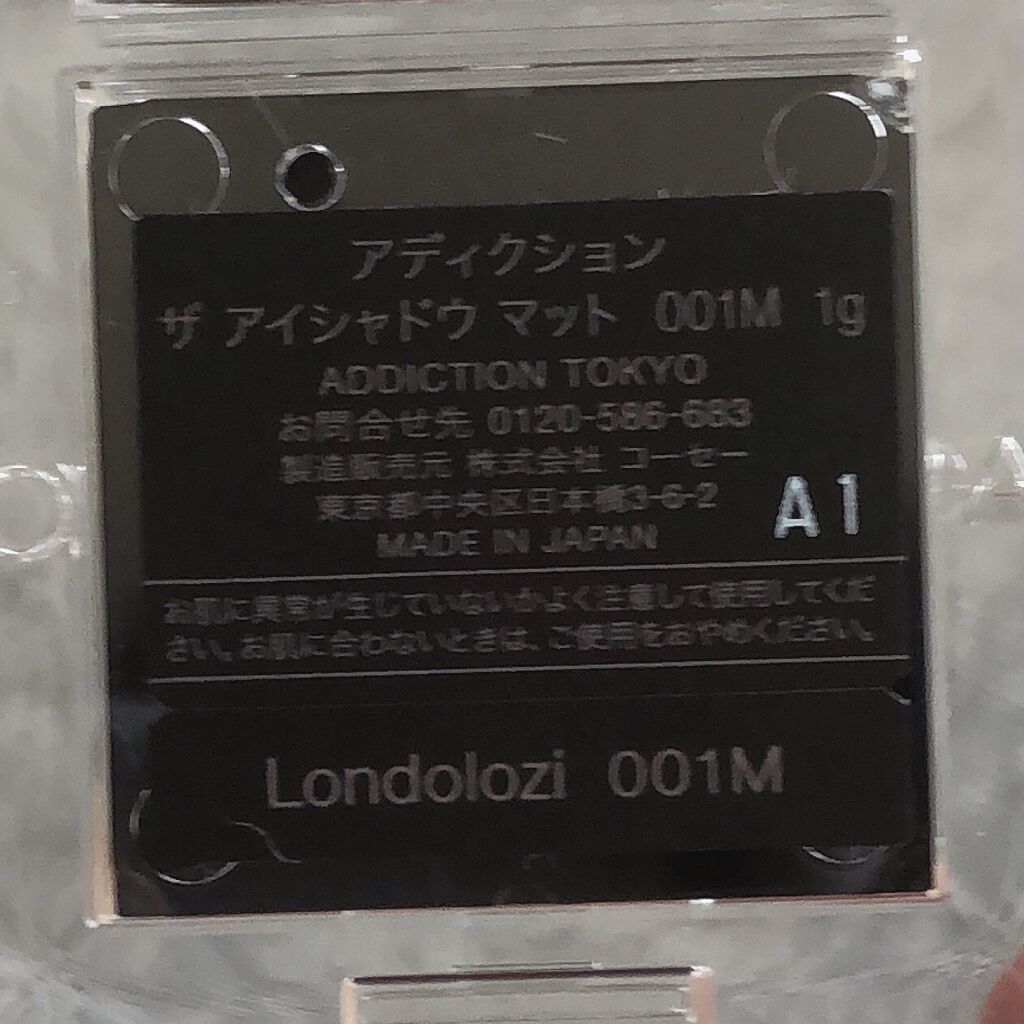 アディクション
ザ アイシャドウ マット 001M 1g
ADDICTION TOKYO
お問合せ先 0120-586-683
製造販売元 株式会社 コーセー
東京都中央区日本橋3-6-2
MADE IN JAPAN
A1
お肌に異常が生じていないかよく注意して使用してくだ
さい。お肌に合わないときは、ご使用をおやめください。
Londolozi 001M